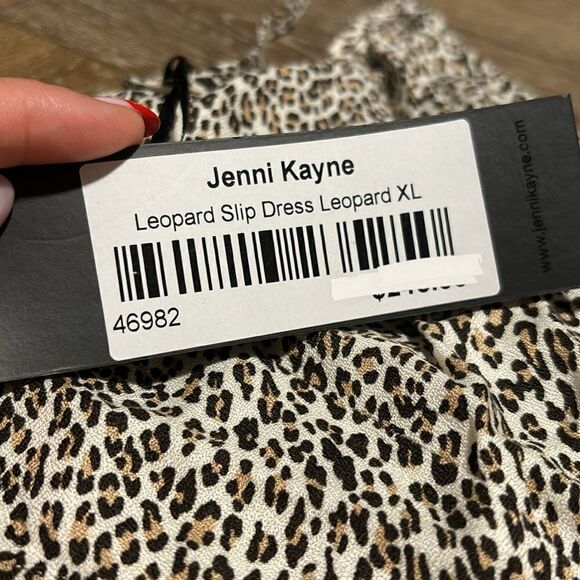 Jenni Kayne
Leopard Slip Dress Leopard XL
46982
www.jennikayne.com